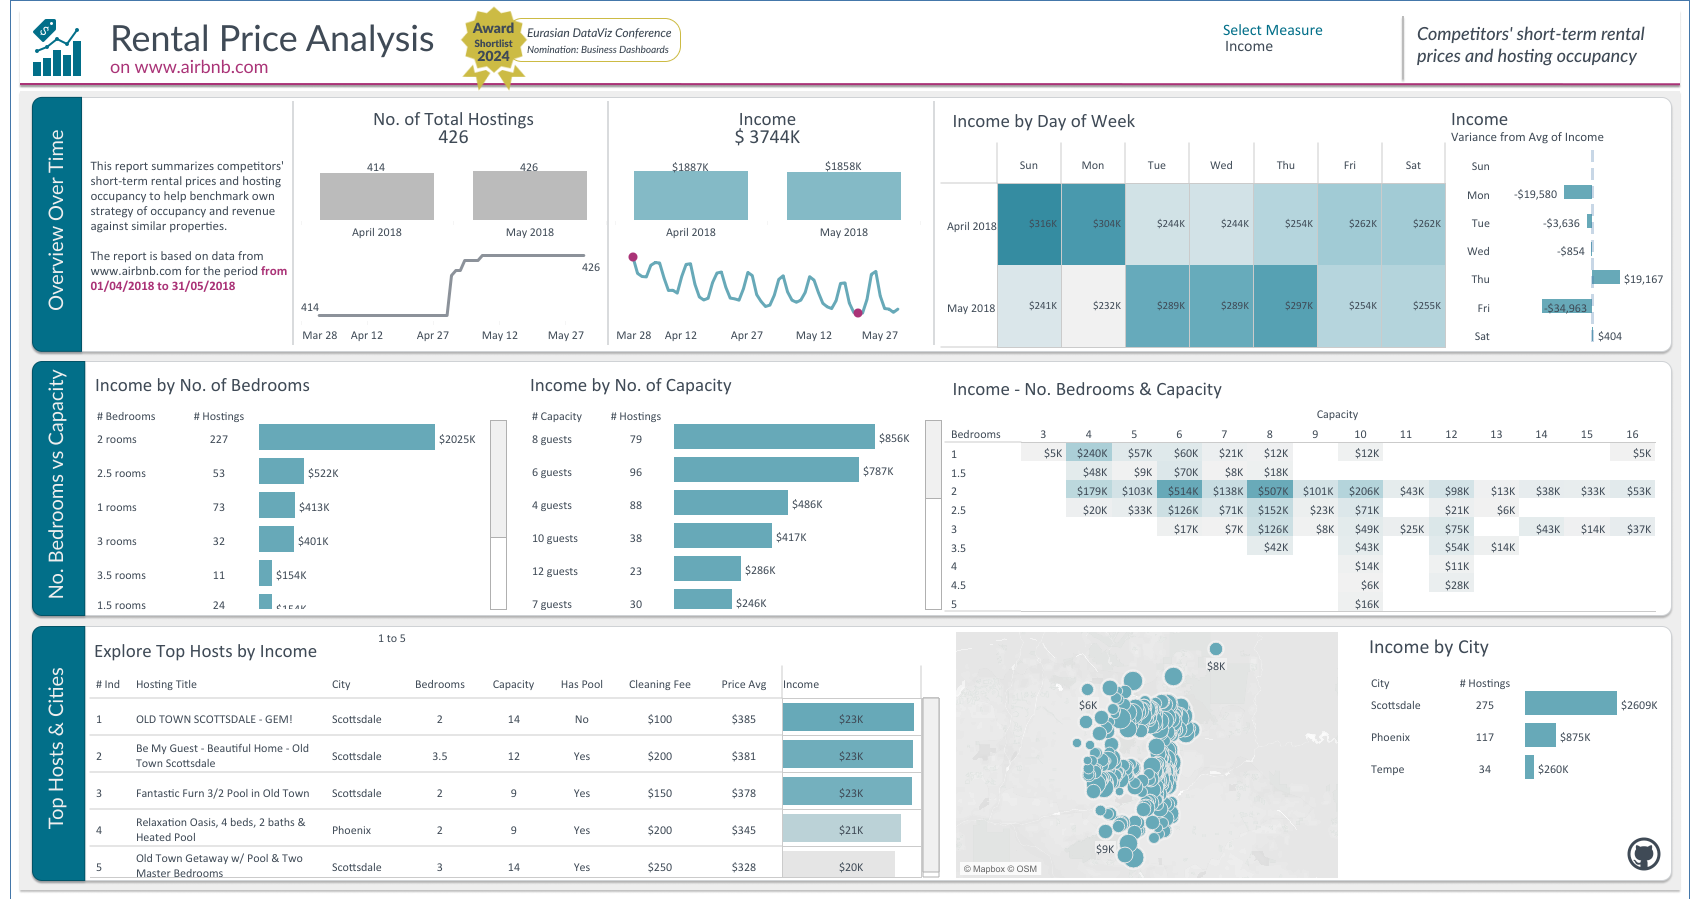 Rental Price Analysis
on www.airbnb.com
Award
Shortlist
2024
Eurasian DataViz Conference
Nomination: Business Dashboards
Select Measure
Income
Competitors' short-term rental
prices and hosting occupancy
Overview Over Time
This report summarizes competitors'
short-term rental prices and hosting
occupancy to help benchmark own
strategy of occupancy and revenue
against similar properties.
The report is based on data from
www.airbnb.com for the period from
01/04/2018 to 31/05/2018
No. of Total Hostings
426
414 426
April 2018 May 2018
414
426
Mar 28 Apr 12 Apr 27 May 12 May 27
Income
$ 3744K
$1887K $1858K
April 2018 May 2018
Mar 28 Apr 12 Apr 27 May 12 May 27
Income by Day of Week
Sun Mon Tue Wed Thu Fri Sat
April 2018 $316K $304K $244K $244K $254K $262K $262K
May 2018 $241K $232K $289K $289K $297K $254K $255K
Income
Variance from Avg of Income
Sun
Mon -$19,580
Tue -$3,636
Wed -$854
Thu $19,167
Fri -$34,963
Sat $404
No. Bedrooms vs Capacity
Income by No. of Bedrooms
# Bedrooms # Hostings
2 rooms 227 $2025K
2.5 rooms 53 $522K
1 rooms 73 $413K
3 rooms 32 $401K
3.5 rooms 11 $154K
1.5 rooms 24 $154K
Income by No. of Capacity
# Capacity # Hostings
8 guests 79 $856K
6 guests 96 $787K
4 guests 88 $486K
10 guests 38 $417K
12 guests 23 $286K
7 guests 30 $246K
Income - No. Bedrooms & Capacity
Capacity
Bedrooms 3 4 5 6 7 8 9 10 11 12 13 14 15 16
1 $5K $240K $57K $60K $21K $12K $12K $5K
1.5 $48K $9K $70K $8K $18K
2 $179K $103K $514K $138K $507K $101K $206K $43K $98K $13K $38K $33K $53K
2.5 $20K $33K $126K $71K $152K $23K $71K $21K $6K
3 $17K $7K $126K $8K $49K $25K $75K $43K $14K $37K
3.5 $42K $43K $54K $14K
4 $14K $11K
4.5 $6K $28K
5 $16K
Top Hosts & Cities
1 to 5
Explore Top Hosts by Income
# Ind Hosting Title City Bedrooms Capacity Has Pool Cleaning Fee Price Avg Income
1 OLD TOWN SCOTTSDALE - GEM! Scottsdale 2 14 No $100 $385 $23K
2 Be My Guest - Beautiful Home - Old
Town Scottsdale Scottsdale 3.5 12 Yes $200 $381 $23K
3 Fantastic Furn 3/2 Pool in Old Town Scottsdale 2 9 Yes $150 $378 $23K
4 Relaxation Oasis, 4 beds, 2 baths &
Heated Pool Phoenix 2 9 Yes $200 $345 $21K
5 Old Town Getaway w/ Pool & Two
Master Bedrooms Scottsdale 3 14 Yes $250 $328 $20K
$8K
$6K
$9K
© Mapbox © OSM
Income by City
City # Hostings
Scottsdale 275 $2609K
Phoenix 117 $875K
Tempe 34 $260K